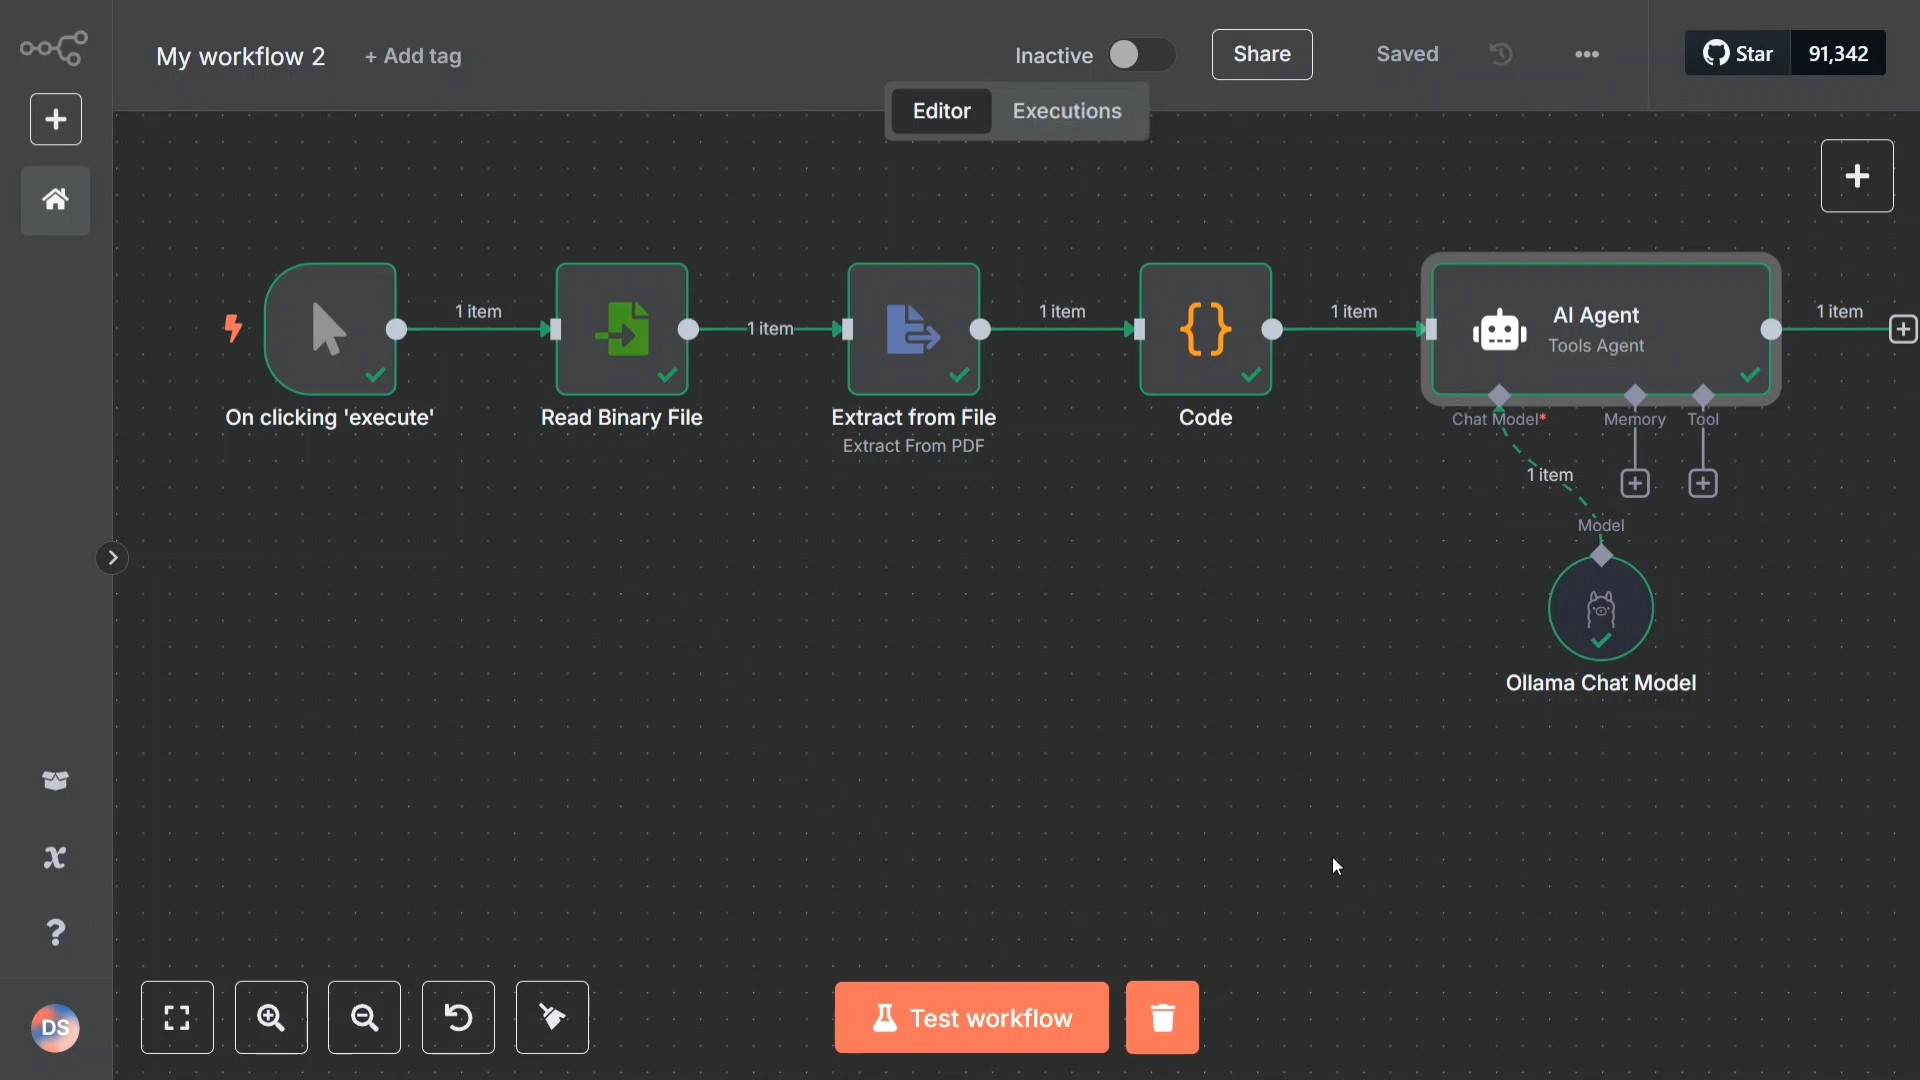 My workflow 2
+ Add tag
Inactive
Share
Saved
Star
91,342
Editor
Executions
1 item
1 item
1 item
1 item
1 item
AI Agent
Tools Agent
On clicking 'execute'
Read Binary File
Extract from File
Extract From PDF
Code
Chat Model*
Memory
Tool
1 item
Model
Ollama Chat Model
DS
Test workflow